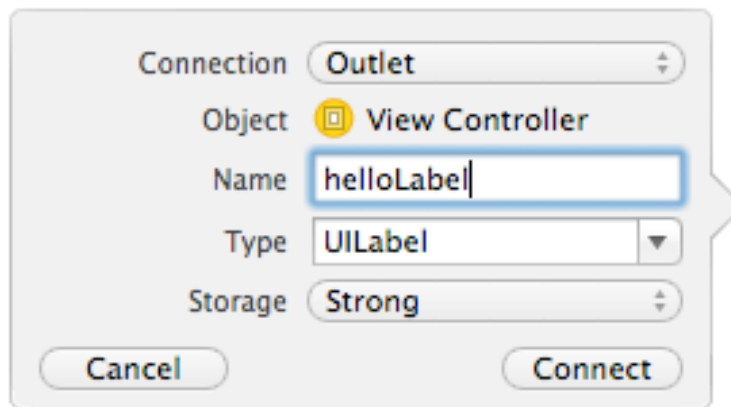 Connection Outlet
Object View Controller
Name helloLabel
Type UILabel
Storage Strong
Cancel Connect